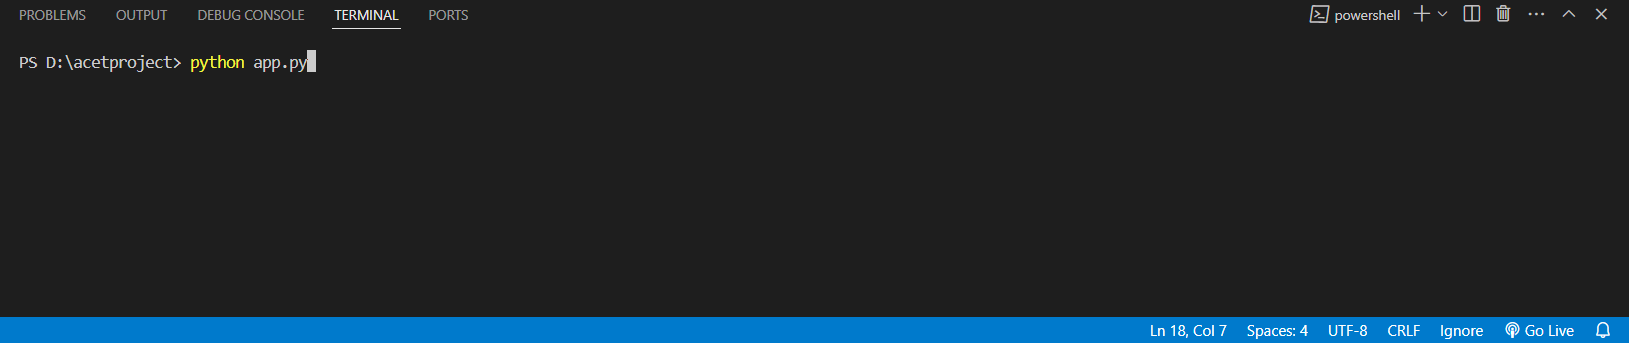 PROBLEMS OUTPUT DEBUG CONSOLE TERMINAL PORTS powershell
PS D:\acetproject> python app.py
Ln 18, Col 7 Spaces: 4 UTF-8 CRLF Ignore Go Live